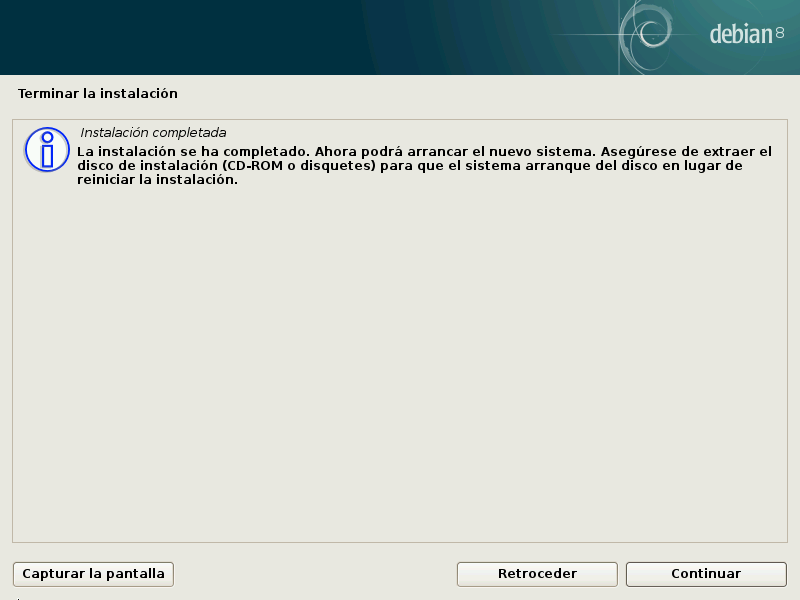 debian 8
Terminar la instalación
Instalación completada
La instalación se ha completado. Ahora podrá arrancar el nuevo sistema. Asegúrese de extraer el
disco de instalación (CD-ROM o disquetes) para que el sistema arranque del disco en lugar de
reiniciar la instalación.
Capturar la pantalla
Retroceder
Continuar